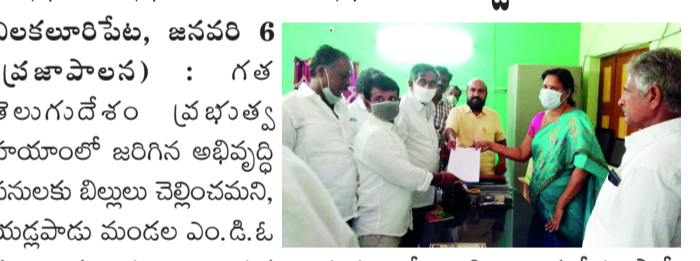 చిలకలూరిపేట, జనవరి 6
(ప్రజాపాలన) : గత
తెలుగుదేశం ప్రభుత్వ
హయాంలో జరిగిన అభివృద్ధి
పనులకు బిల్లులు చెల్లించమని,
యడ్లపాడు మండల ఎం.డి.ఓ